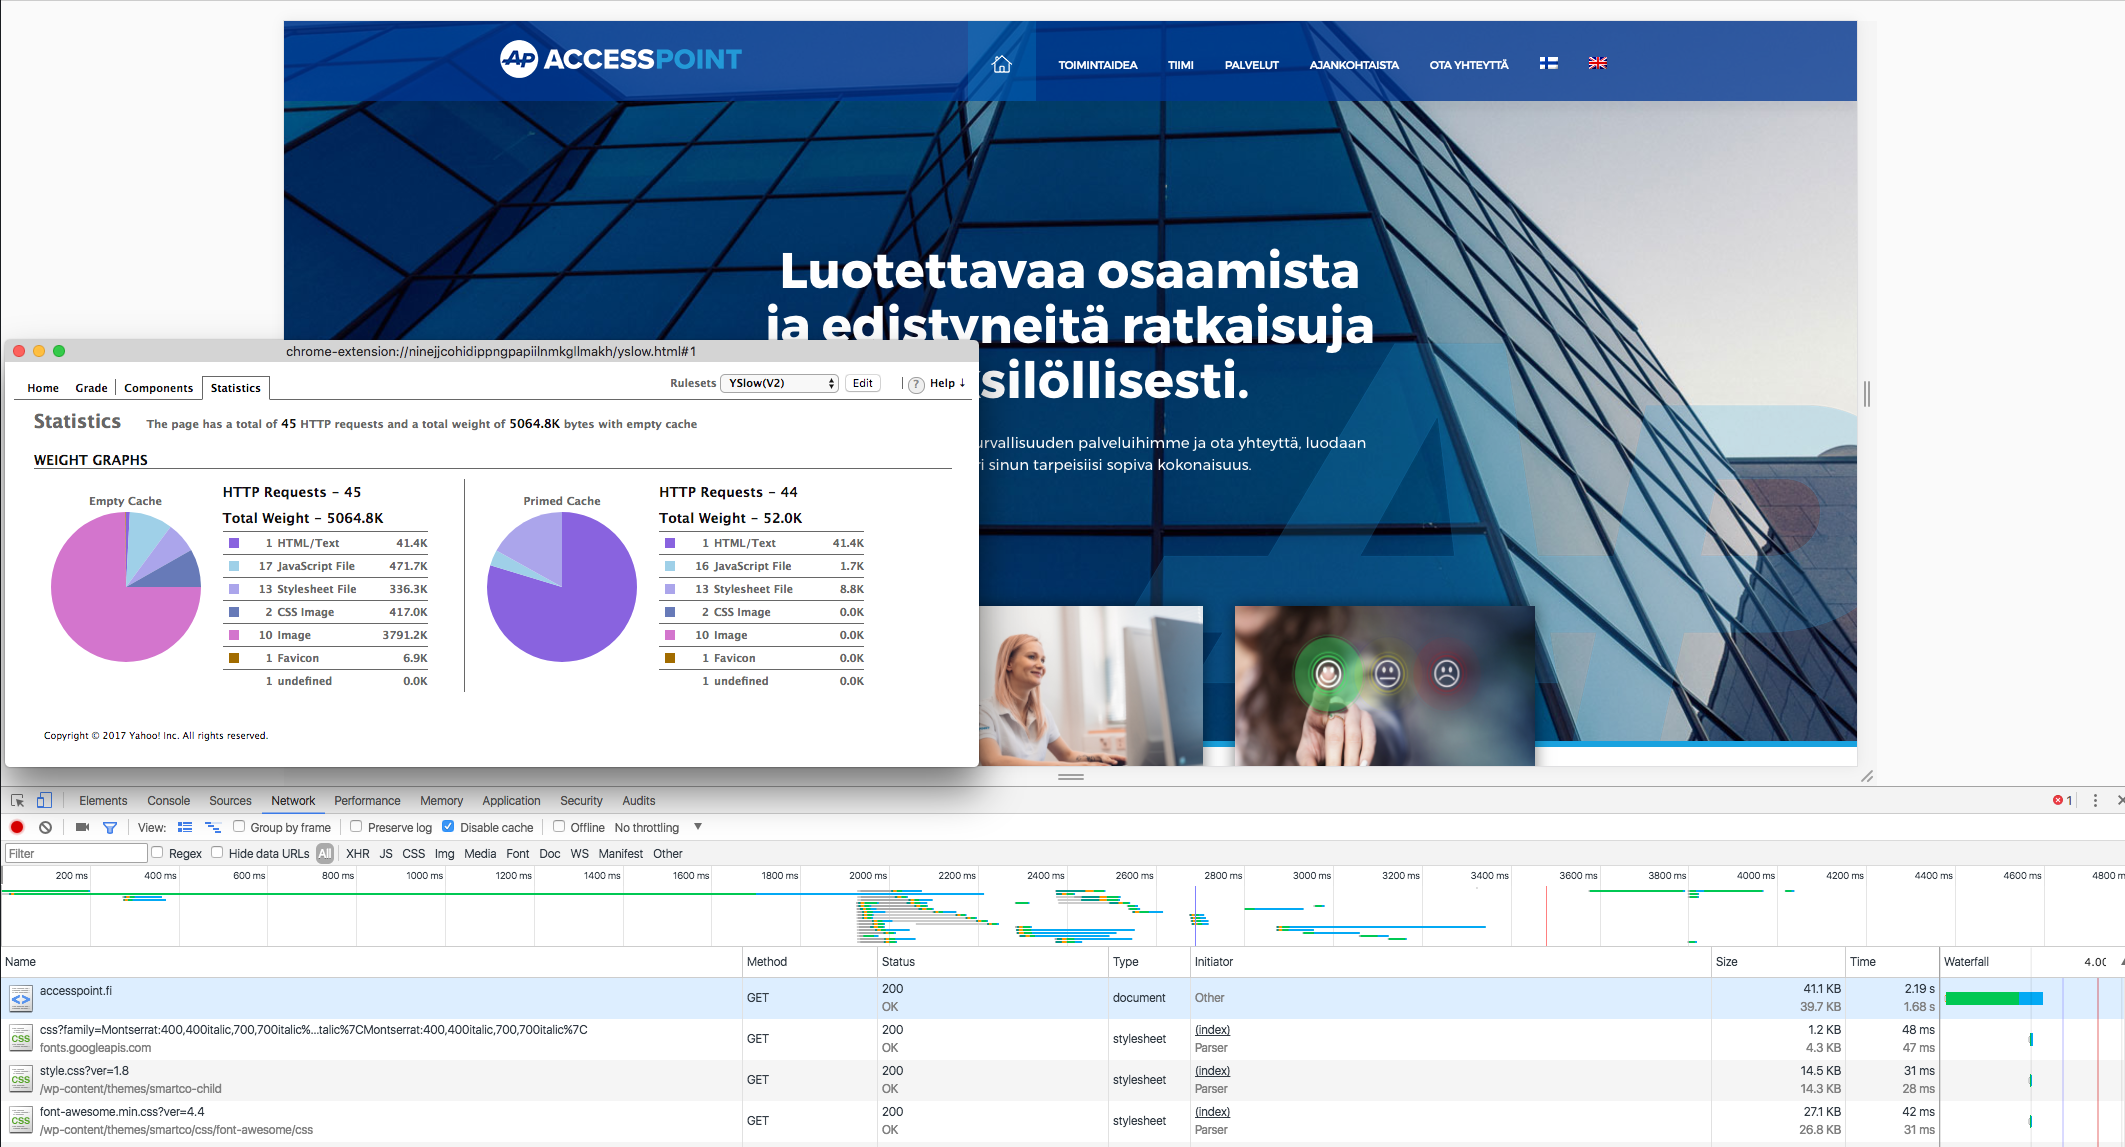 AP ACCESSPOINT
TOIMINTAIDEA TIIMI PALVELUT AJANKOHTAISTA OTA YHTEYTTÄ
Luotettavaa osaamista
ja edistyneitä ratkaisuja
silöllisesti.
urvallisuuden palveluihimme ja ota yhteyttä, luodaan
i sinun tarpeisiisi sopiva kokonaisuus.
chrome-extension://ninejjcohidippngpapiilnmkgllmakh/yslow.html#1
Home Grade Components Statistics
Rulesets YSlow(V2) Edit ? Help ↓
Statistics The page has a total of 45 HTTP requests and a total weight of 5064.8K bytes with empty cache
WEIGHT GRAPHS
Empty Cache
HTTP Requests - 45
Total Weight - 5064.8K
1 HTML/Text 41.4K
17 JavaScript File 471.7K
13 Stylesheet File 336.3K
2 CSS Image 417.0K
10 Image 3791.2K
1 Favicon 6.9K
1 undefined 0.0K
Primed Cache
HTTP Requests - 44
Total Weight - 52.0K
1 HTML/Text 41.4K
16 JavaScript File 1.7K
13 Stylesheet File 8.8K
2 CSS Image 0.0K
10 Image 0.0K
1 Favicon 0.0K
1 undefined 0.0K
Copyright © 2017 Yahoo! Inc. All rights reserved.
Elements Console Sources Network Performance Memory Application Security Audits 1
View: Group by frame Preserve log Disable cache Offline No throttling
Filter Regex Hide data URLs All XHR JS CSS Img Media Font Doc WS Manifest Other
200 ms 400 ms 600 ms 800 ms 1000 ms 1200 ms 1400 ms 1600 ms 1800 ms 2000 ms 2200 ms 2400 ms 2600 ms 2800 ms 3000 ms 3200 ms 3400 ms 3600 ms 3800 ms 4000 ms 4200 ms 4400 ms 4600 ms 4800 m
Name Method Status Type Initiator Size Time Waterfall 4.00
accesspoint.fi GET 200 document Other 41.1 KB 2.19 s
OK 39.7 KB 1.68 s
css?family=Montserrat:400,400italic,700,700italic%...talic%7CMontserrat:400,400italic,700,700italic%7C GET 200 stylesheet (index) 1.2 KB 48 ms
fonts.googleapis.com OK Parser 4.3 KB 47 ms
style.css?ver=1.8 GET 200 stylesheet (index) 14.5 KB 31 ms
/wp-content/themes/smartco-child OK Parser 14.3 KB 28 ms
font-awesome.min.css?ver=4.4 GET 200 stylesheet (index) 27.1 KB 42 ms
/wp-content/themes/smartco/css/font-awesome/css OK Parser 26.8 KB 31 ms